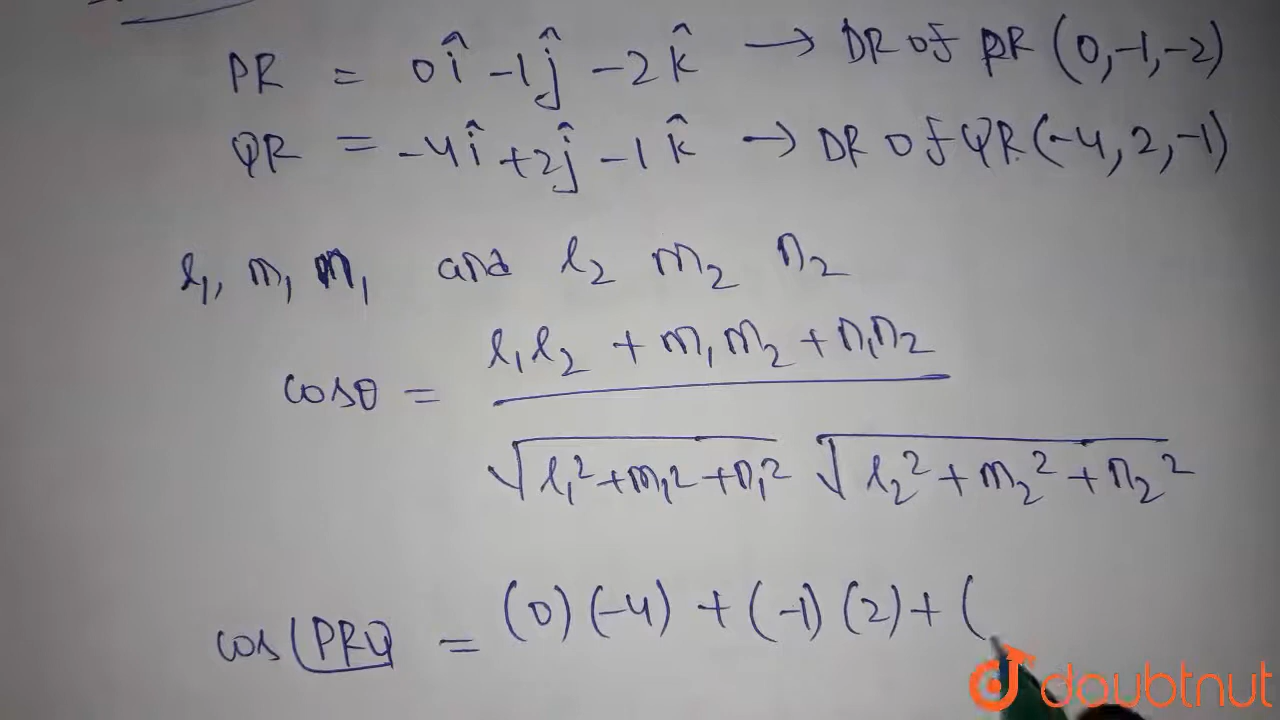 PR = 0î - 1ĵ - 2k̂ → DR of PR (0,-1,-2)
QR = -4î + 2ĵ - 1k̂ → DR of QR (-4, 2, -1)
l₁, m₁ n₁ and l₂ m₂ n₂
l₁l₂ + m₁m₂ + n₁n₂
cosθ =
√l₁²+m₁²+n₁² √l₂²+m₂²+n₂²
cos∠PRQ = (0)(-4) + (-1)(2) + (
doubtnut